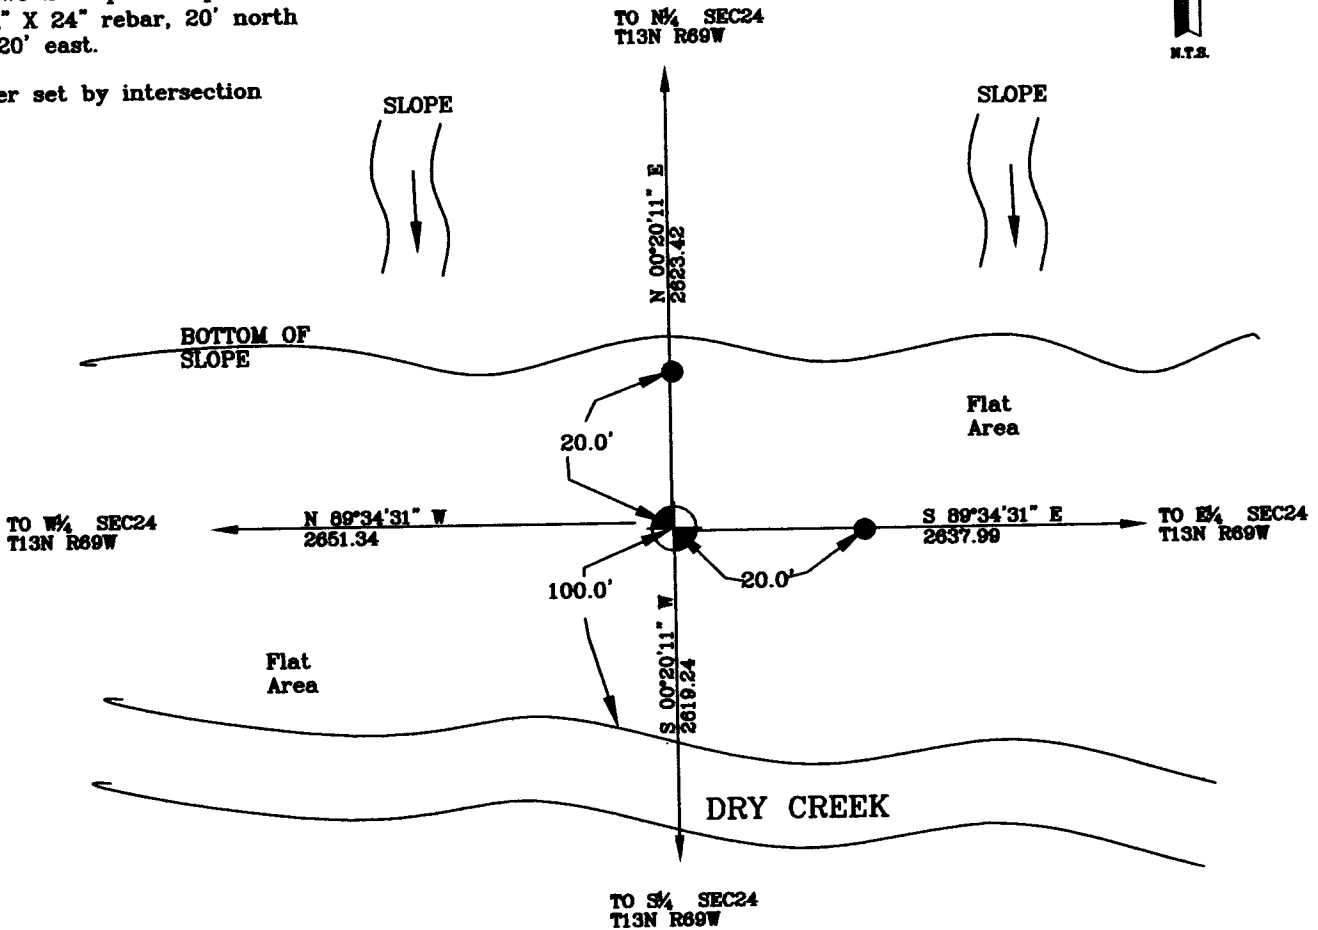 X 24" rebar, 20' north
20' east.
set by intersection
TO N¼ SEC24
T13N R69W
N.T.S.
SLOPE
SLOPE
N 00°20'11" E
2623.42
BOTTOM OF
SLOPE
Flat
Area
20.0'
TO W¼ SEC24
T13N R69W
N 89°34'31" W
2651.34
S 89°34'31" E
2637.99
TO E¼ SEC24
T13N R69W
20.0'
100.0'
S 00°20'11" W
2619.24
Flat
Area
DRY CREEK
TO S¼ SEC24
T13N R69W